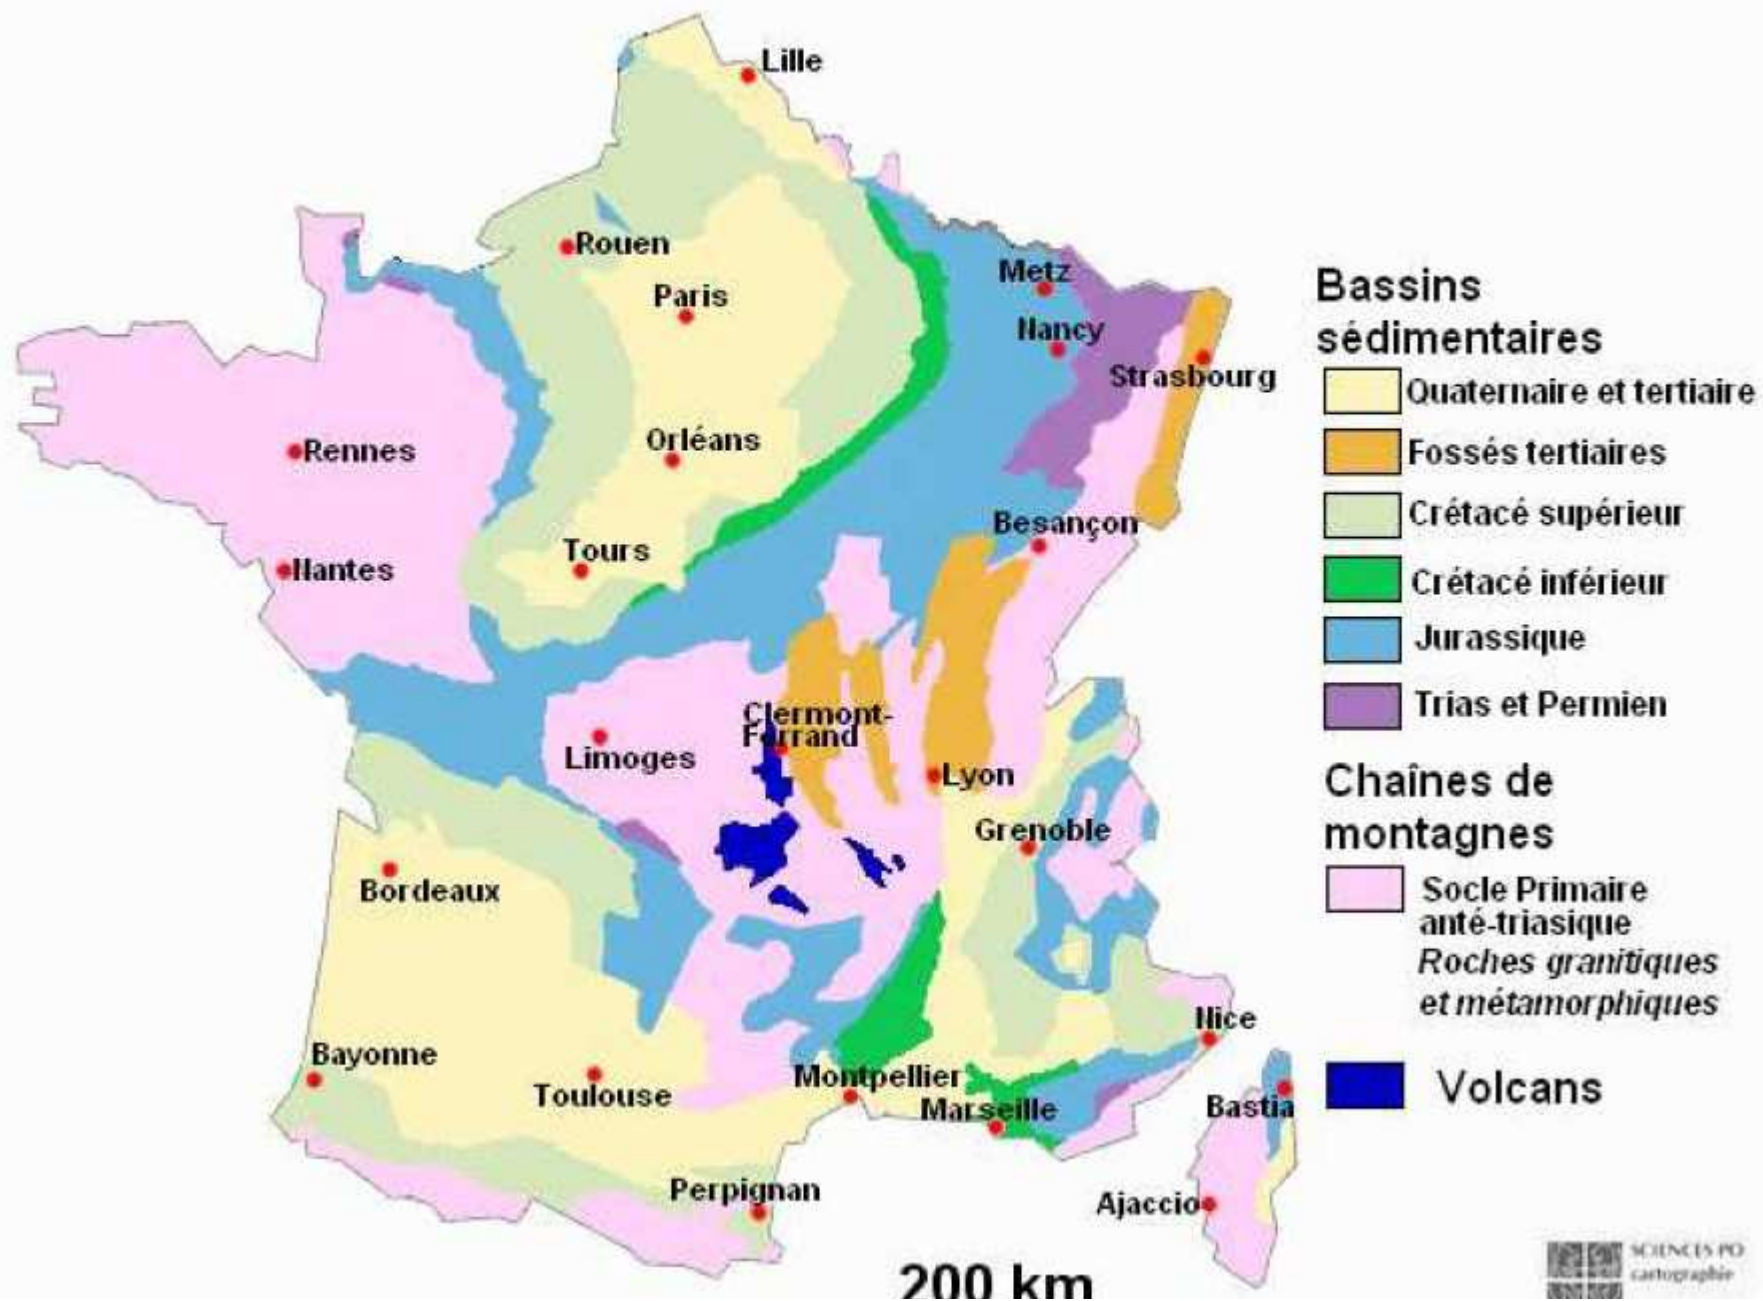 Lille
Rouen
Paris
Metz
Nancy
Strasbourg
Rennes
Orléans
Besançon
Tours
Nantes
Clermont-
Ferrand
Limoges
Lyon
Grenoble
Bordeaux
Nice
Bayonne
Toulouse
Montpellier
Marseille
Bastia
Perpignan
Ajaccio
200 km
Bassins
sédimentaires
Quaternaire et tertiaire
Fossés tertiaires
Crétacé supérieur
Crétacé inférieur
Jurassique
Trias et Permien
Chaînes de
montagnes
Socle Primaire
anté-triasique
Roches granitiques
et métamorphiques
Volcans
SCIENCES PO
cartographie